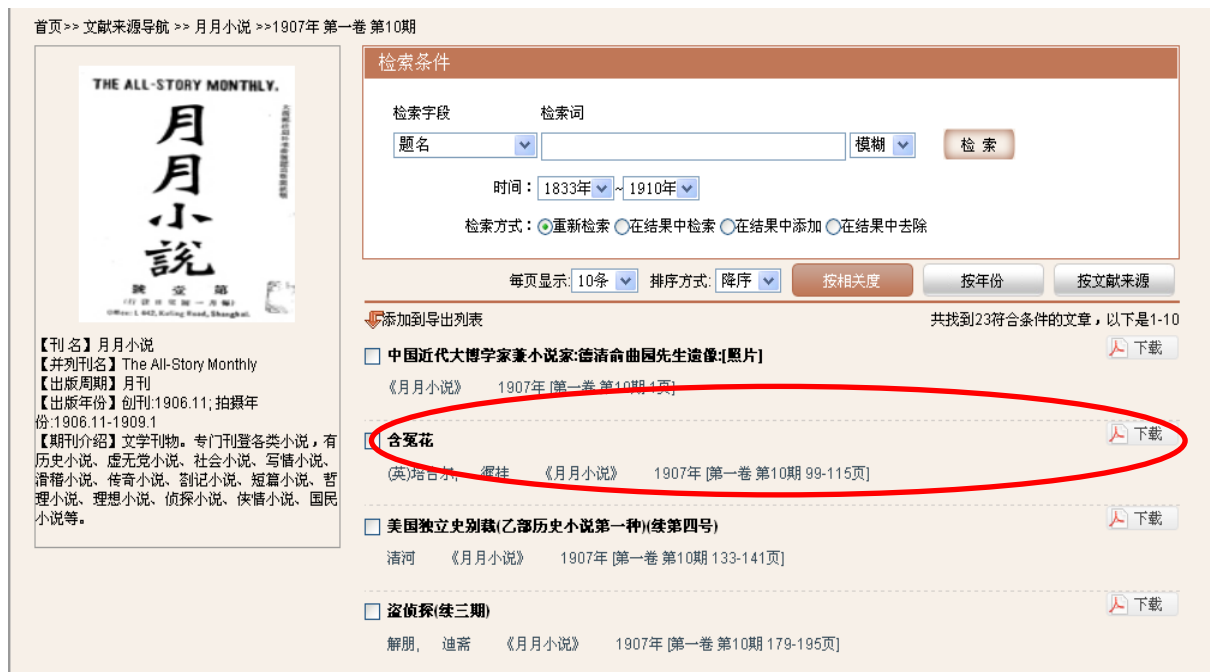 首页>> 文献来源导航 >> 月月小说 >>1907年 第一卷 第10期
THE ALL-STORY MONTHLY.
月月小説
第壹號
Office: L 642, Kuling Road, Shanghai.
【刊 名】月月小说
【并列刊名】The All-Story Monthly
【出版周期】月刊
【出版年份】创刊:1906.11; 拍摄年
份:1906.11-1909.1
【期刊介绍】文学刊物。专门刊登各类小说，有
历史小说、虚无党小说、社会小说、写情小说、
滑稽小说、传奇小说、劄记小说、短篇小说、哲
理小说、理想小说、侦探小说、侠情小说、国民
小说等。
检索条件
检索字段 检索词
题名 模糊 检 索
时间： 1833年 ~ 1910年
检索方式： 重新检索 在结果中检索 在结果中添加 在结果中去除
每页显示: 10条 排序方式: 降序 按相关度 按年份 按文献来源
添加到导出列表 共找到23符合条件的文章，以下是1-10
中国近代大博学家兼小说家:德清俞曲园先生遗像:[照片] 下载
《月月小说》 1907年 [第一卷 第10期 1页]
含冤花 下载
(英)培台尔, 《月月小说》 1907年 [第一卷 第10期 99-115页]
美国独立史别裁(乙部历史小说第一种)(续第四号) 下载
清河 《月月小说》 1907年 [第一卷 第10期 133-141页]
盗侦探(续三期) 下载
解朋, 迪斋 《月月小说》 1907年 [第一卷 第10期 179-195页]